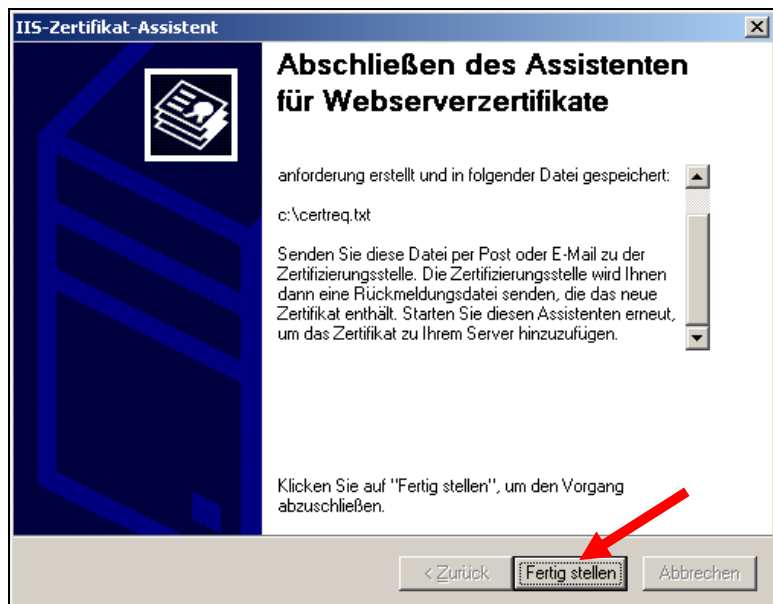 IIS-Zertifikat-Assistent
Abschließen des Assistenten
für Webserverzertifikate
anforderung erstellt und in folgender Datei gespeichert:
c:\certreq.txt
Senden Sie diese Datei per Post oder E-Mail zu der
Zertifizierungsstelle. Die Zertifizierungsstelle wird Ihnen
dann eine Rückmeldungsdatei senden, die das neue
Zertifikat enthält. Starten Sie diesen Assistenten erneut,
um das Zertifikat zu Ihrem Server hinzuzufügen.
Klicken Sie auf "Fertig stellen", um den Vorgang
abzuschließen.
< Zurück Fertig stellen Abbrechen